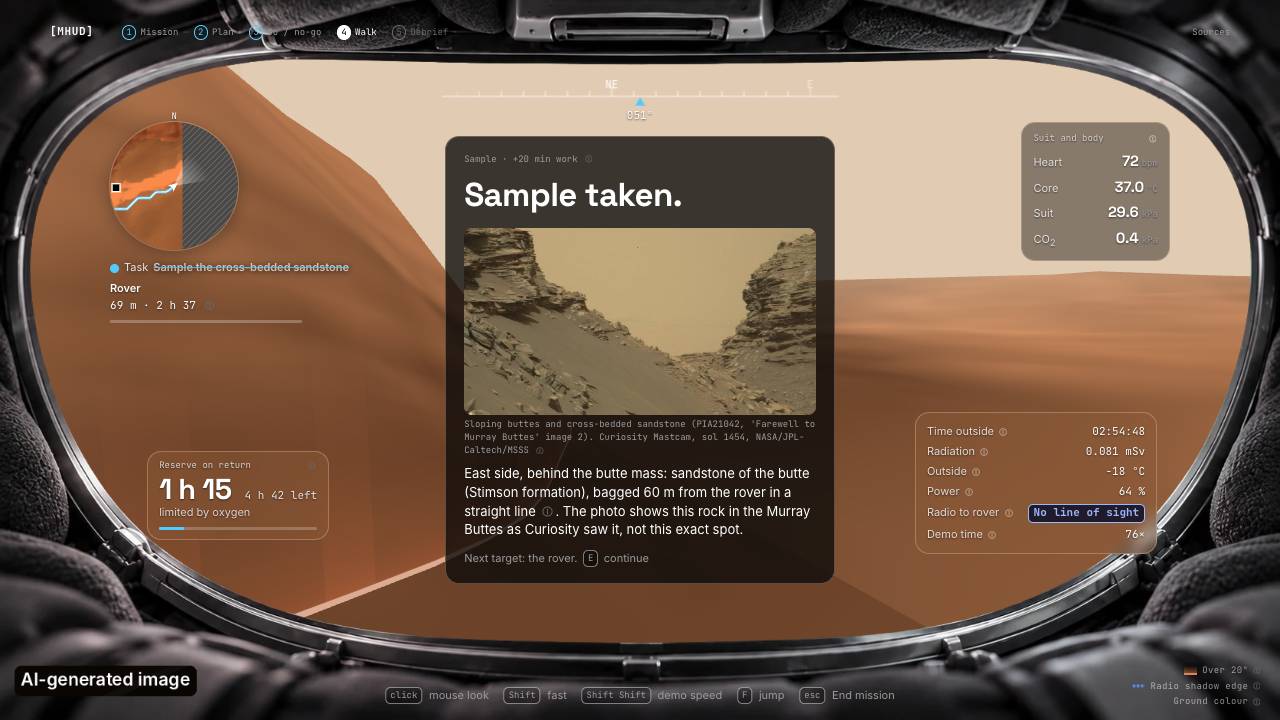 [MHUD]
1 Mission 2 Plan 3 / no-go 4 Walk 5 Debrief
Sources
NE E
051°
N
Task Sample the cross-bedded sandstone
Rover
69 m · 2 h 37
Reserve on return
1 h 15 4 h 42 left
limited by oxygen
Sample · +20 min work
Sample taken.
Sloping buttes and cross-bedded sandstone (PIA21042, 'Farewell to
Murray Buttes' image 2). Curiosity Mastcam, sol 1454, NASA/JPL-
Caltech/MSSS
East side, behind the butte mass: sandstone of the butte
(Stimson formation), bagged 60 m from the rover in a
straight line . The photo shows this rock in the Murray
Buttes as Curiosity saw it, not this exact spot.
Next target: the rover. E continue
Suit and body
Heart 72 bpm
Core 37.0 °C
Suit 29.6 kPa
CO2 0.4 kPa
Time outside 02:54:48
Radiation 0.081 mSv
Outside -18 °C
Power 64 %
Radio to rover No line of sight
Demo time 76×
AI-generated image
click mouse look Shift fast Shift Shift demo speed F jump esc End mission
Over 20°
Radio shadow edge
Ground colour